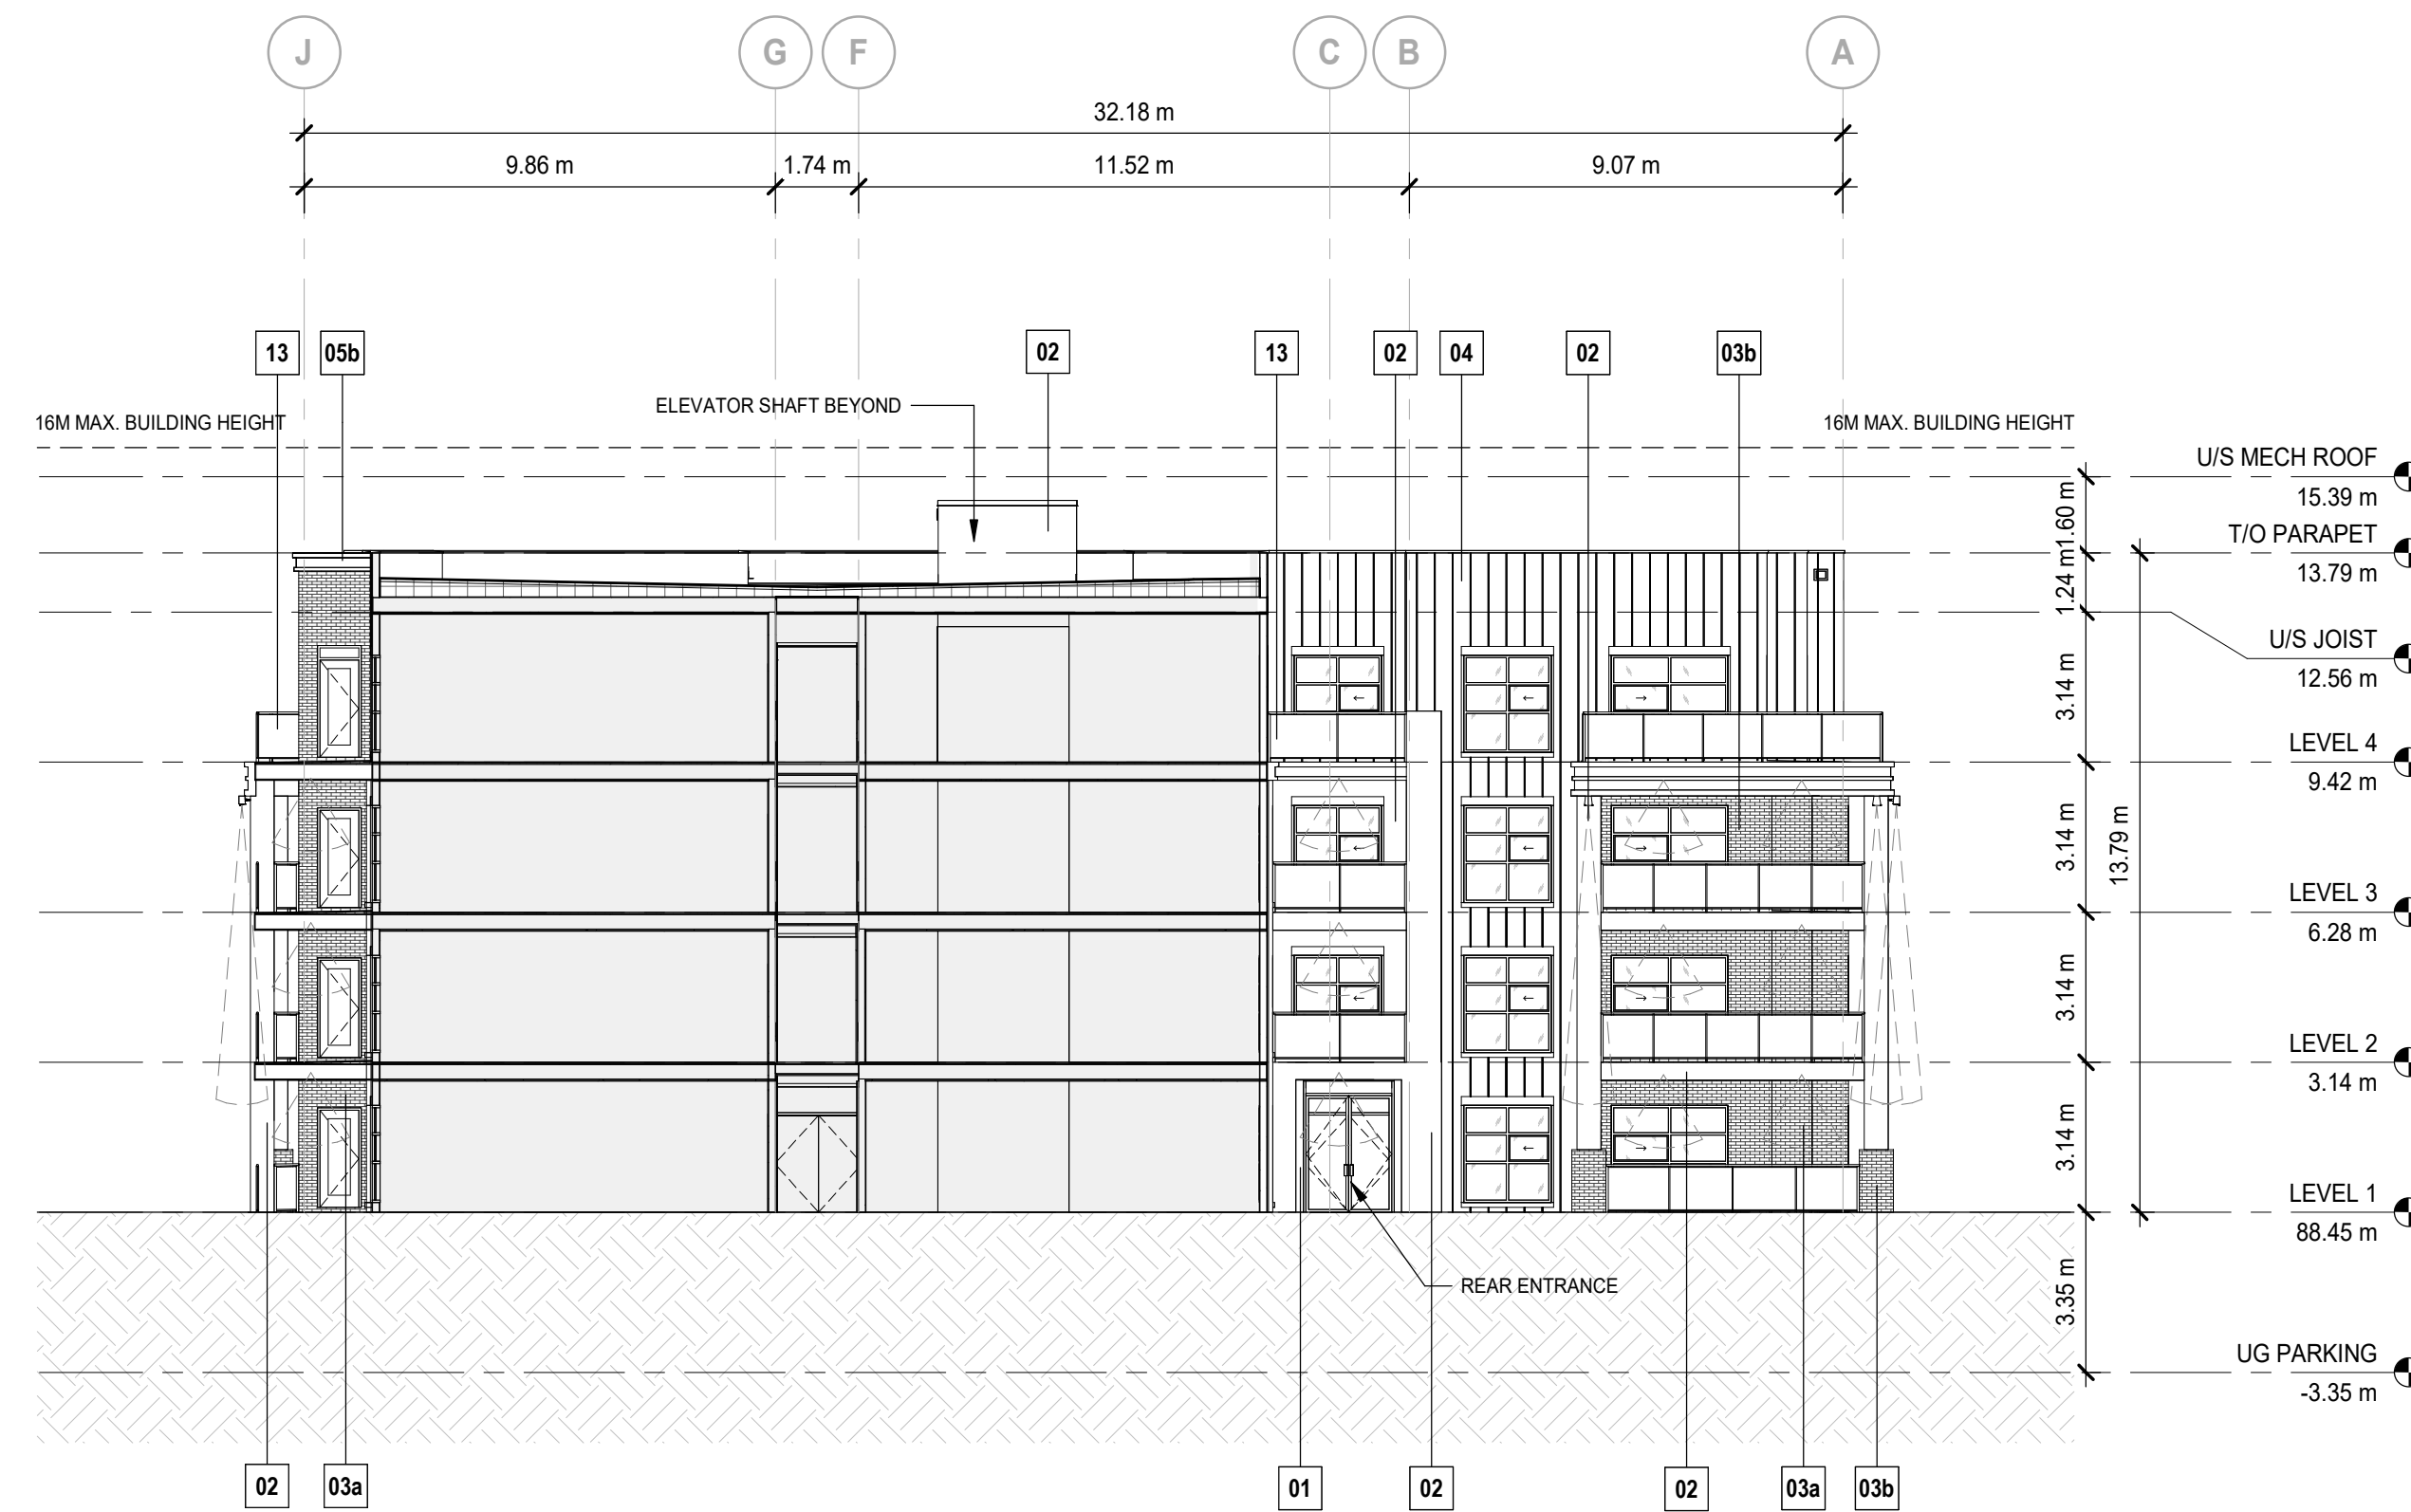 J G F C B A
32.18 m
9.86 m 1.74 m 11.52 m 9.07 m
13 05b 02 13 02 04 02 03b
ELEVATOR SHAFT BEYOND
16M MAX. BUILDING HEIGHT 16M MAX. BUILDING HEIGHT
U/S MECH ROOF
15.39 m
1.60 m
T/O PARAPET
13.79 m
1.24 m
U/S JOIST
12.56 m
3.14 m
LEVEL 4
9.42 m
3.14 m
13.79 m
LEVEL 3
6.28 m
3.14 m
LEVEL 2
3.14 m
3.14 m
LEVEL 1
88.45 m
REAR ENTRANCE
3.35 m
UG PARKING
-3.35 m
02 03a 01 02 02 03a 03b